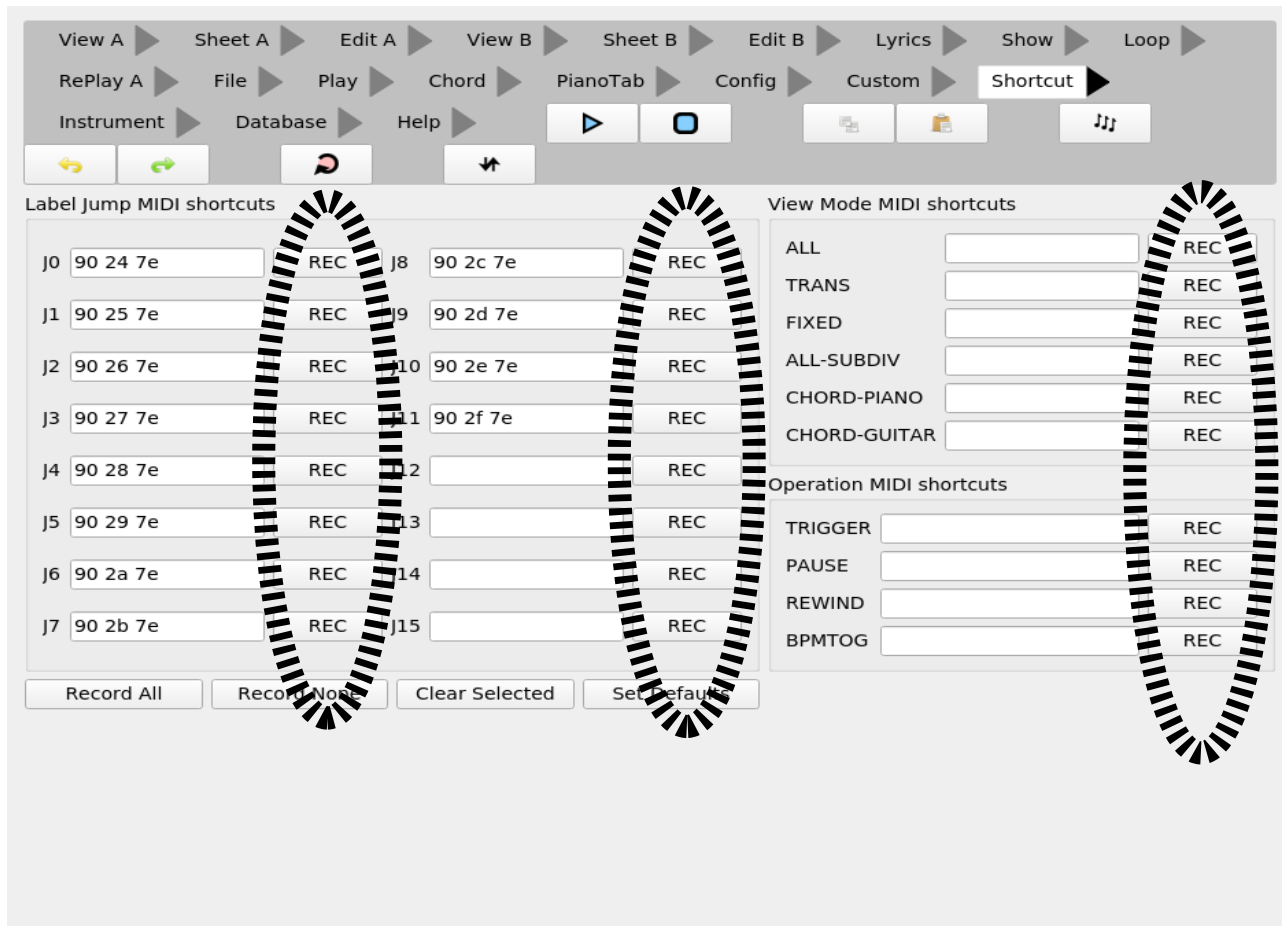 View A Sheet A Edit A View B Sheet B Edit B Lyrics Show Loop
RePlay A File Play Chord PianoTab Config Custom Shortcut
Instrument Database Help
Label Jump MIDI shortcuts
J0 90 24 7e REC J8 90 2c 7e REC
J1 90 25 7e REC J9 90 2d 7e REC
J2 90 26 7e REC J10 90 2e 7e REC
J3 90 27 7e REC J11 90 2f 7e REC
J4 90 28 7e REC J12 REC
J5 90 29 7e REC J13 REC
J6 90 2a 7e REC J14 REC
J7 90 2b 7e REC J15 REC
Record All Record None Clear Selected Set Defaults
View Mode MIDI shortcuts
ALL REC
TRANS REC
FIXED REC
ALL-SUBDIV REC
CHORD-PIANO REC
CHORD-GUITAR REC
Operation MIDI shortcuts
TRIGGER REC
PAUSE REC
REWIND REC
BPMTOG REC